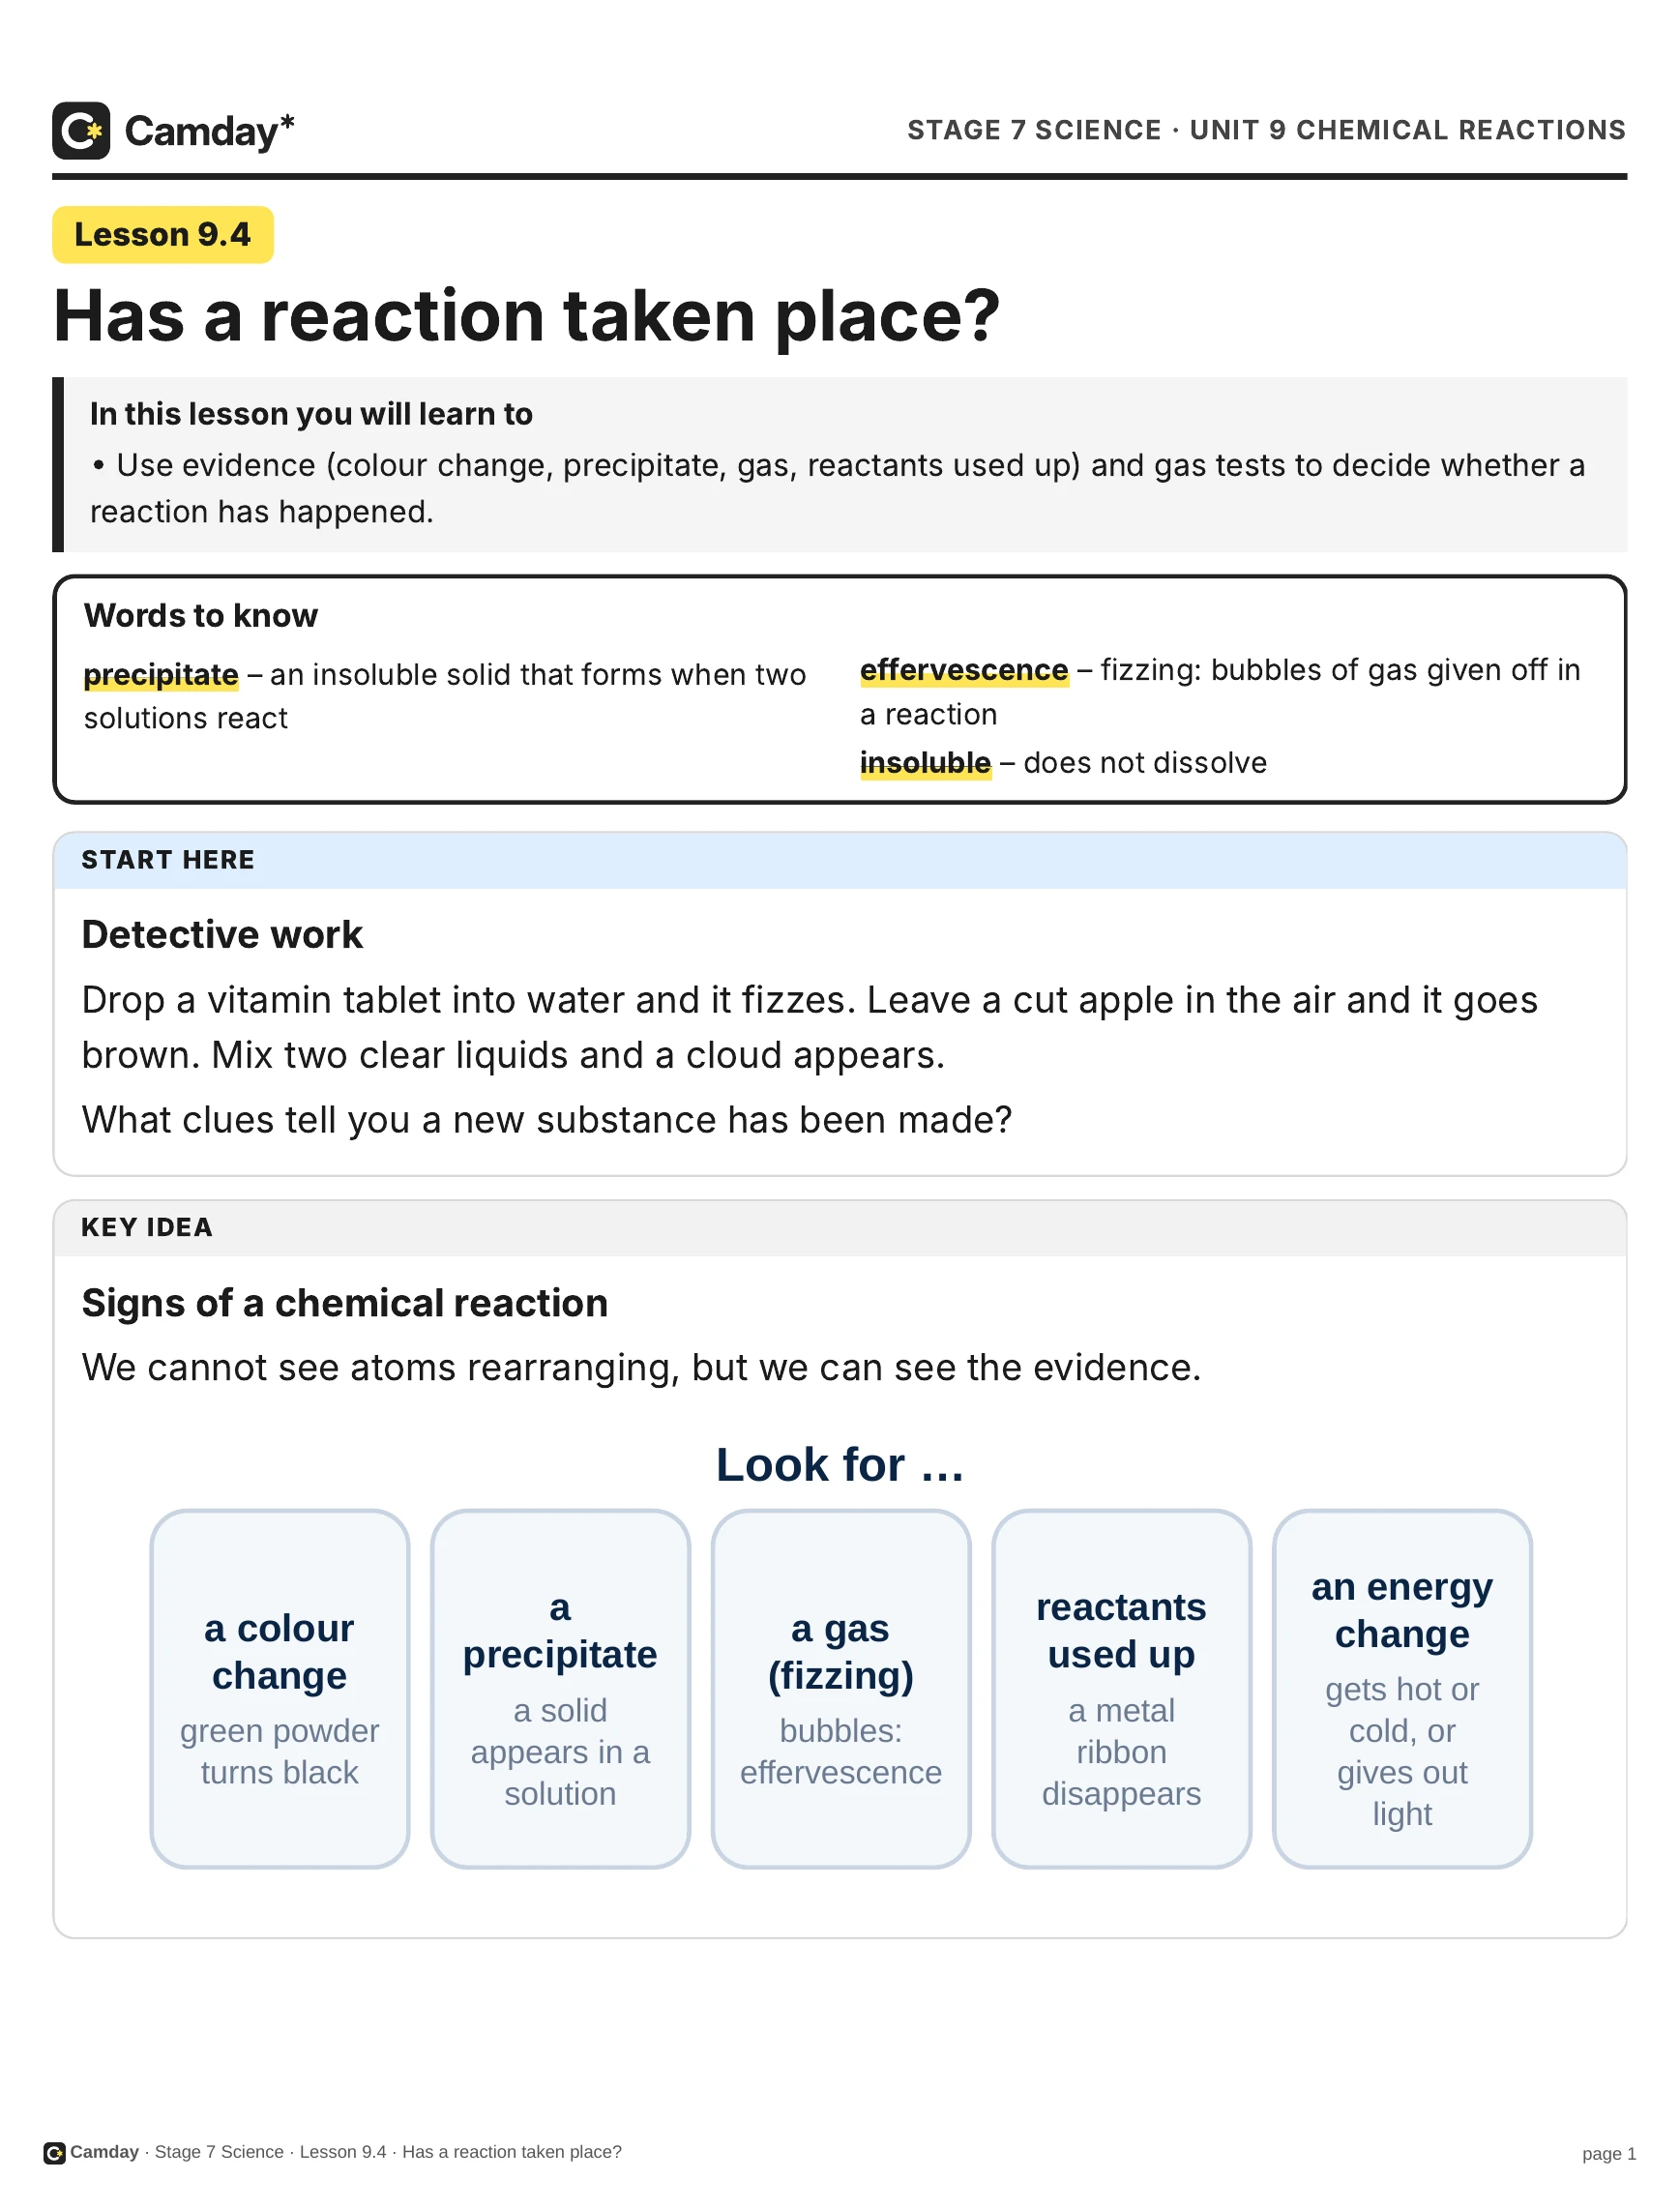 Camday*
STAGE 7 SCIENCE · UNIT 9 CHEMICAL REACTIONS
Lesson 9.4
Has a reaction taken place?
In this lesson you will learn to
• Use evidence (colour change, precipitate, gas, reactants used up) and gas tests to decide whether a
reaction has happened.
Words to know
precipitate – an insoluble solid that forms when two
solutions react
effervescence – fizzing: bubbles of gas given off in
a reaction
insoluble – does not dissolve
START HERE
Detective work
Drop a vitamin tablet into water and it fizzes. Leave a cut apple in the air and it goes
brown. Mix two clear liquids and a cloud appears.
What clues tell you a new substance has been made?
KEY IDEA
Signs of a chemical reaction
We cannot see atoms rearranging, but we can see the evidence.
Look for ...
a colour
change
green powder
turns black
a
precipitate
a solid
appears in a
solution
a gas
(fizzing)
bubbles:
effervescence
reactants
used up
a metal
ribbon
disappears
an energy
change
gets hot or
cold, or
gives out
light
Camday · Stage 7 Science · Lesson 9.4 · Has a reaction taken place?
page 1